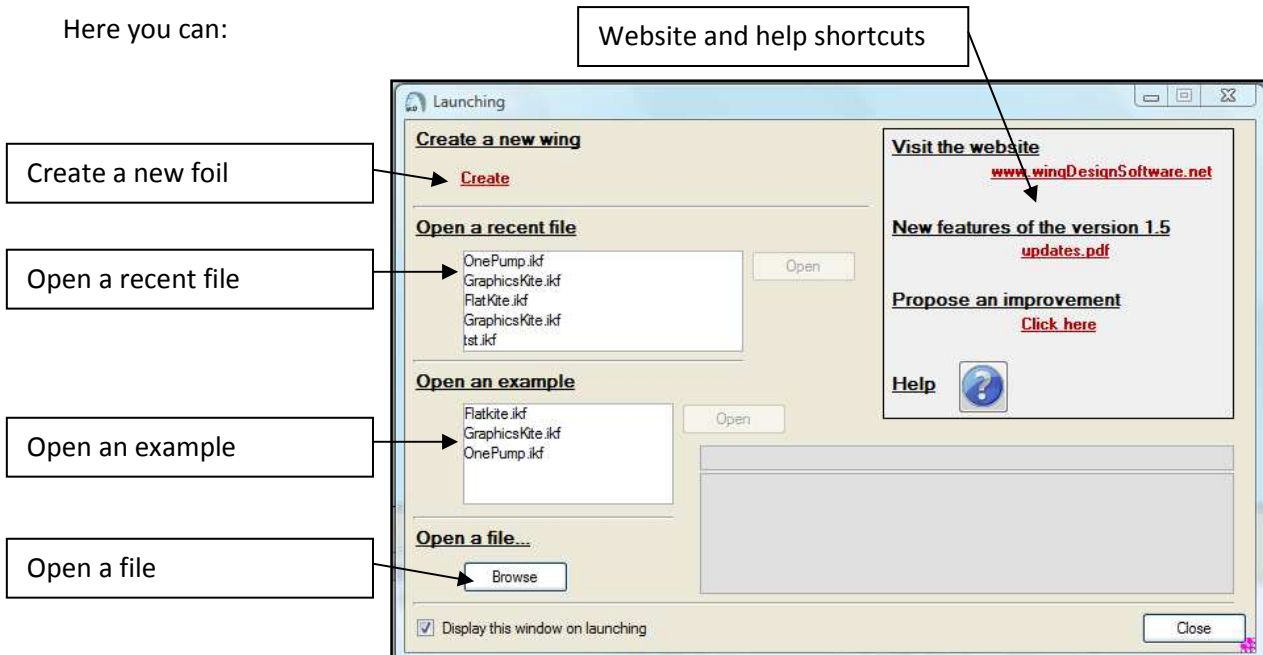 Here you can:
Website and help shortcuts
Launching
Create a new wing
Create
Create a new foil
Open a recent file
OnePump.ikf
GraphicsKite.ikf
FlatKite.ikf
GraphicsKite.ikf
tst.ikf
Open
Open a recent file
Open an example
Flatkite.ikf
GraphicsKite.ikf
OnePump.ikf
Open
Open an example
Open a file...
Browse
Open a file
Display this window on launching
Close
Visit the website
www.wingDesignSoftware.net
New features of the version 1.5
updates.pdf
Propose an improvement
Click here
Help
?